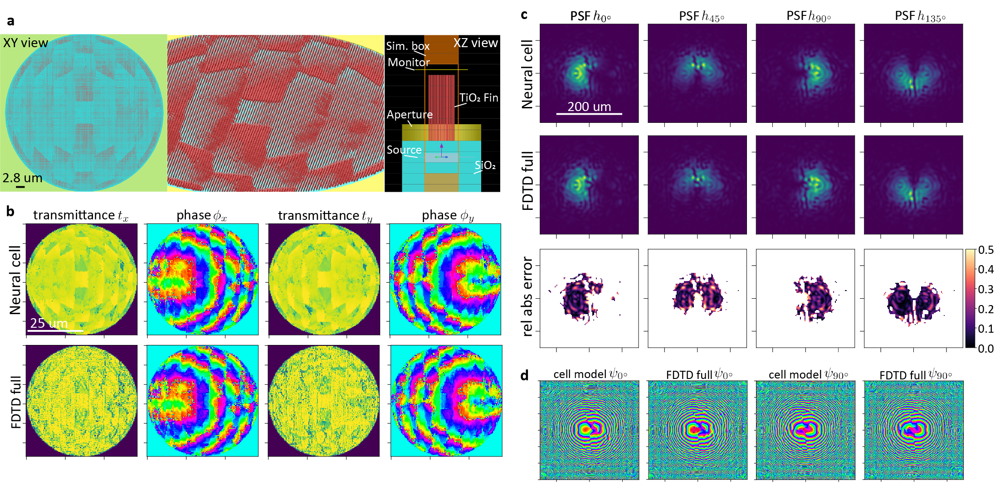 a
XY view
2.8 um
Sim. box
XZ view
Monitor
TiO₂ Fin
Aperture
Source
SiO₂
b
transmittance t_x
phase ϕ_x
transmittance t_y
phase ϕ_y
Neural cell
25 um
FDTD full
c
PSF h_0°
PSF h_45°
PSF h_90°
PSF h_135°
Neural cell
200 um
FDTD full
rel abs error
0.5
0.4
0.3
0.2
0.1
0.0
d
cell model ψ_0°
FDTD full ψ_0°
cell model ψ_90°
FDTD full ψ_90°